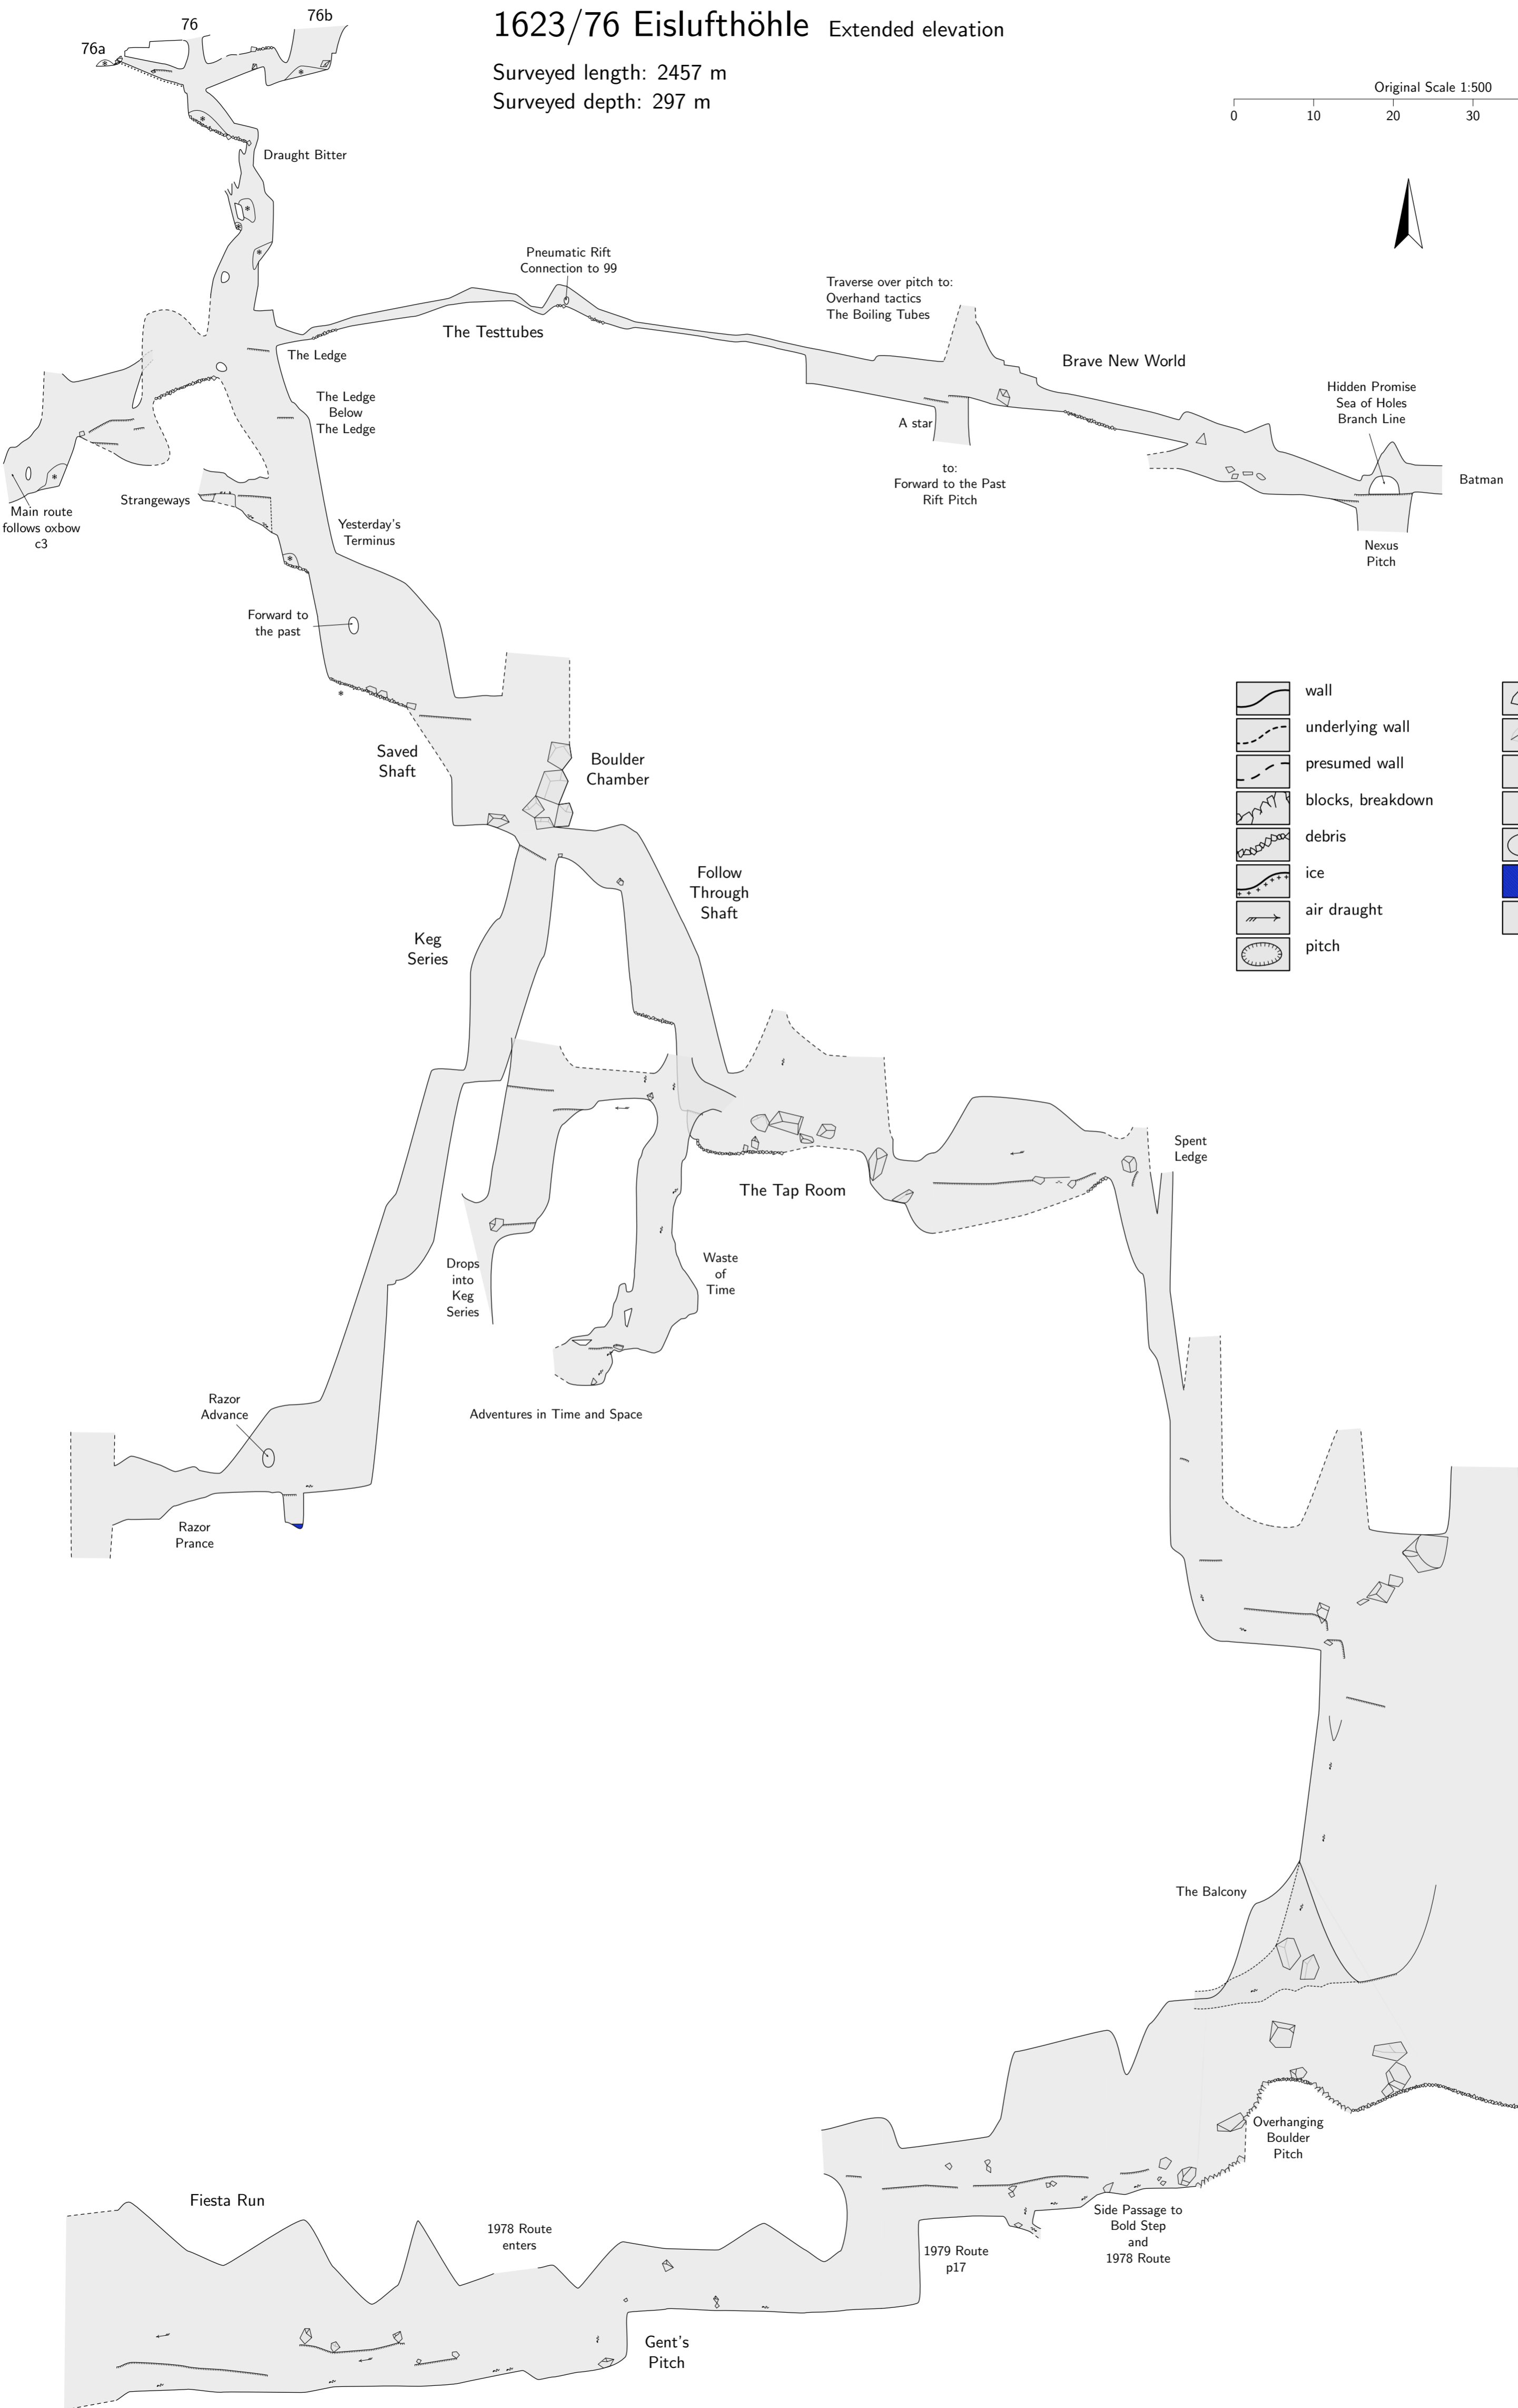 76
76b
76a
1623/76 Eislufthöhle Extended elevation
Surveyed length: 2457 m
Surveyed depth: 297 m
Original Scale 1:500
0 10 20 30
Draught Bitter
Pneumatic Rift
Connection to 99
The Testtubes
Traverse over pitch to:
Overhand tactics
The Boiling Tubes
Brave New World
The Ledge
The Ledge
Below
The Ledge
Hidden Promise
Sea of Holes
Branch Line
A star
to:
Forward to the Past
Rift Pitch
Batman
Nexus
Pitch
Strangeways
Main route
follows oxbow
c3
Yesterday's
Terminus
Forward to
the past
Saved
Shaft
Boulder
Chamber
wall
underlying wall
presumed wall
blocks, breakdown
debris
ice
air draught
pitch
Follow
Through
Shaft
Keg
Series
Spent
Ledge
The Tap Room
Drops
into
Keg
Series
Waste
of
Time
Razor
Advance
Adventures in Time and Space
Razor
Prance
The Balcony
Overhanging
Boulder
Pitch
Side Passage to
Bold Step
and
1978 Route
Fiesta Run
1978 Route
enters
1979 Route
p17
Gent's
Pitch